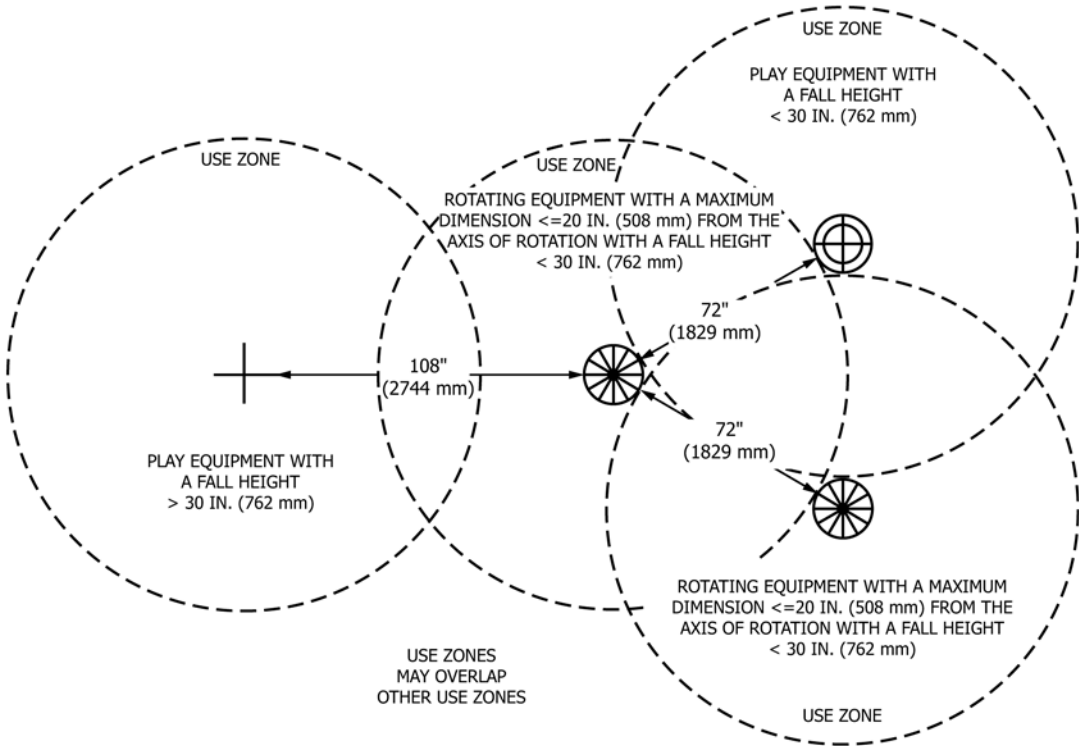 USE ZONE
PLAY EQUIPMENT WITH
A FALL HEIGHT
< 30 IN. (762 mm)
USE ZONE
USE ZONE
ROTATING EQUIPMENT WITH A MAXIMUM
DIMENSION <=20 IN. (508 mm) FROM THE
AXIS OF ROTATION WITH A FALL HEIGHT
< 30 IN. (762 mm)
72"
(1829 mm)
108"
(2744 mm)
72"
(1829 mm)
PLAY EQUIPMENT WITH
A FALL HEIGHT
> 30 IN. (762 mm)
ROTATING EQUIPMENT WITH A MAXIMUM
DIMENSION <=20 IN. (508 mm) FROM THE
AXIS OF ROTATION WITH A FALL HEIGHT
< 30 IN. (762 mm)
USE ZONES
MAY OVERLAP
OTHER USE ZONES
USE ZONE